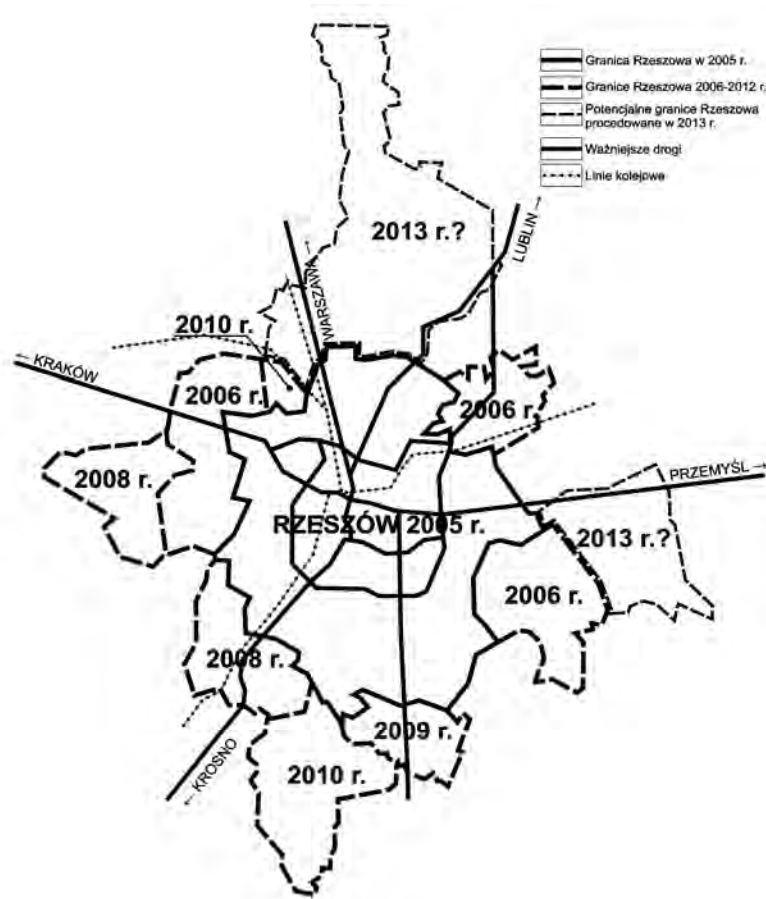 Granica Rzeszowa w 2005 r.
Granice Rzeszowa 2006-2012 r.
Potencjalne granice Rzeszowa
procedowane w 2013 r.
Ważniejsze drogi
Linie kolejowe
2013 r.?
LUBLIN →
WARSZAWA →
2010 r.
← KRAKÓW
2006 r.
2006 r.
2008 r.
PRZEMYŚL →
RZESZÓW 2005 r.
2013 r.?
2006 r.
2008 r.
2009 r.
2010 r.
← KROSNO